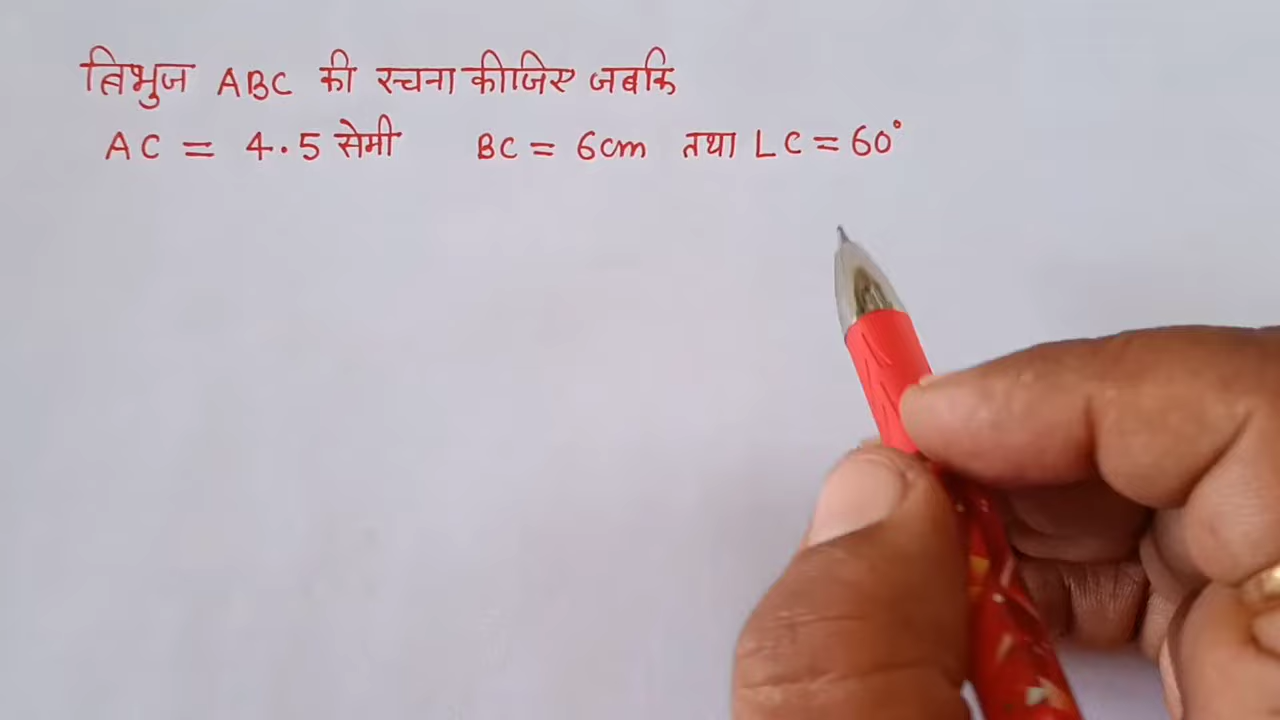 त्रिभुज ABC की रचना कीजिए जबकि
AC = 4.5 सेमी BC = 6cm तथा ∠C = 60°